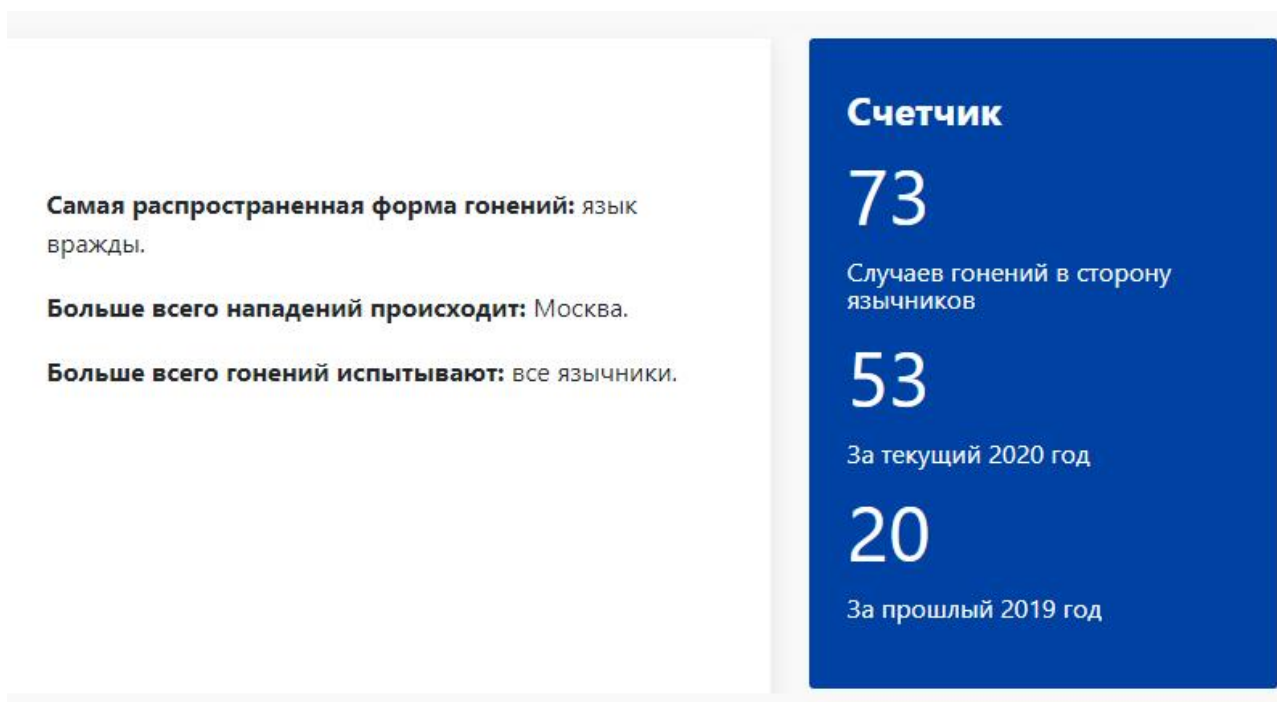 Самая распространенная форма гонений: язык
вражды.
Больше всего нападений происходит: Москва.
Больше всего гонений испытывают: все язычники.
Счетчик
73
Случаев гонений в сторону
язычников
53
За текущий 2020 год
20
За прошлый 2019 год